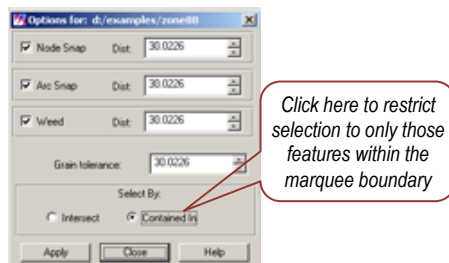 Options for: d:/examples/zone80
Node Snap Dist: 30.0226
Arc Snap Dist: 30.0226
Weed Dist: 30.0226
Grain tolerance: 30.0226
Select By:
Intersect Contained In
Apply Close Help
Click here to restrict
selection to only those
features within the
marquee boundary